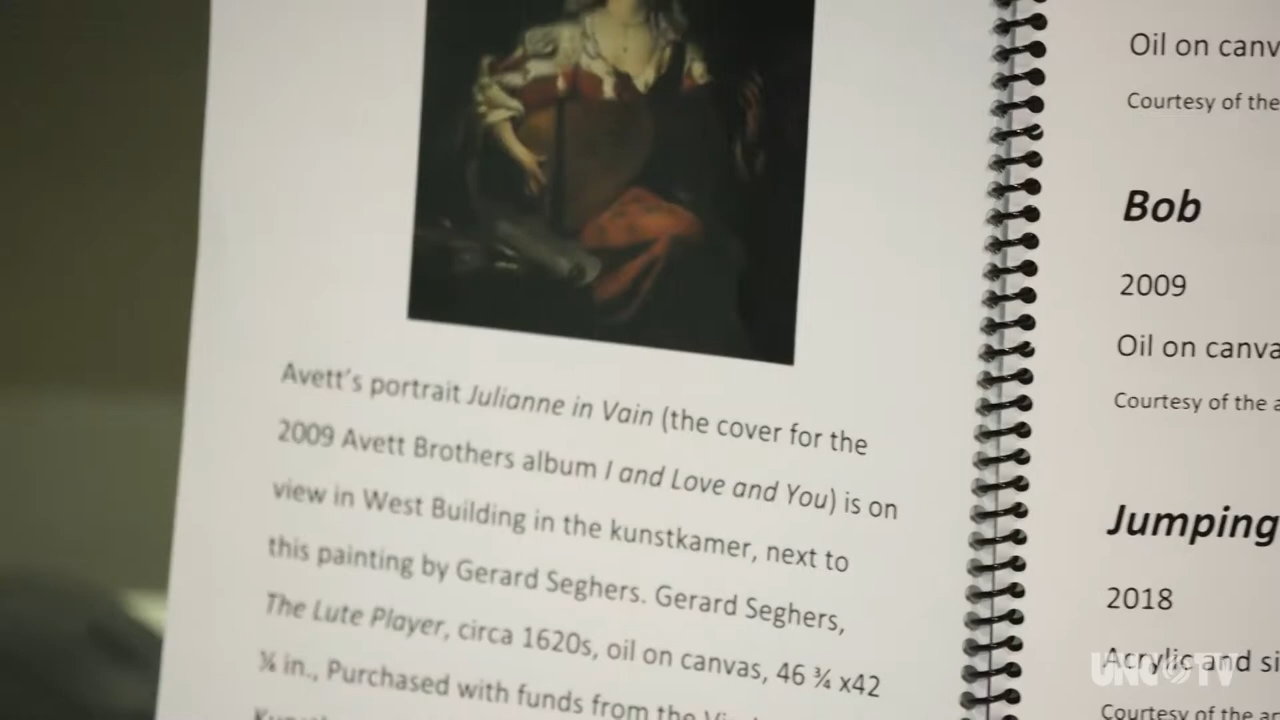 Avett's portrait Julianne in Vain (the cover for the
2009 Avett Brothers album I and Love and You) is on
view in West Building in the kunstkamer, next to
this painting by Gerard Seghers. Gerard Seghers,
The Lute Player, circa 1620s, oil on canvas, 46 ¾ x42
¼ in., Purchased with funds from the
Oil on canv
Courtesy of the
Bob
2009
Oil on canva
Courtesy of the a
Jumping
2018
Acrylic and si
Courtesy of the ar
UNC TV